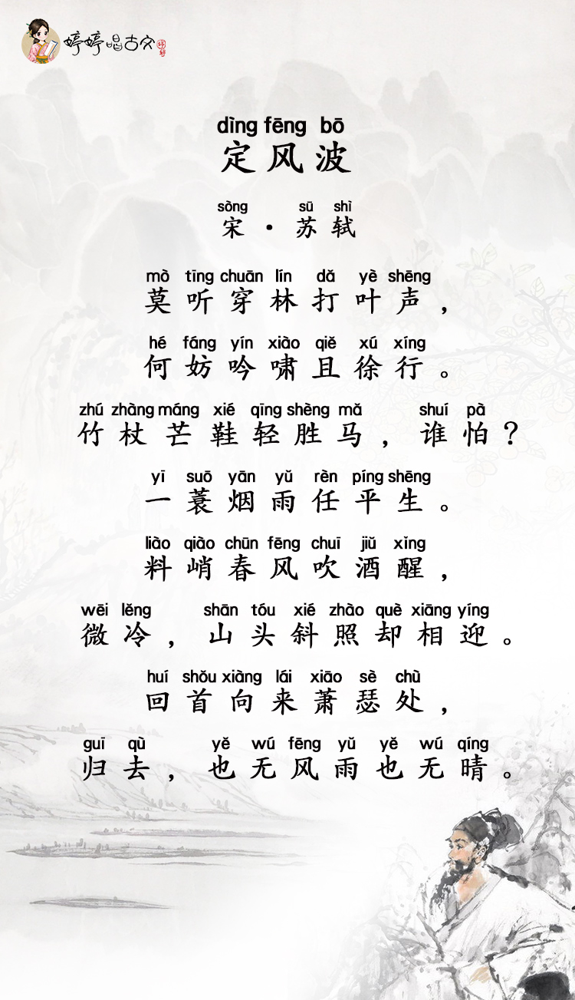 婷婷唱古文
dìng fēng bō
定风波
sòng sū shì
宋·苏轼
mò tīng chuān lín dǎ yè shēng
莫听穿林打叶声，
hé fáng yín xiào qiě xú xíng
何妨吟啸且徐行。
zhú zhàng máng xié qīng shèng mǎ shuí pà
竹杖芒鞋轻胜马，谁怕？
yī suō yān yǔ rèn píng shēng
一蓑烟雨任平生。
liào qiào chūn fēng chuī jiǔ xǐng
料峭春风吹酒醒，
wēi lěng shān tóu xié zhào què xiāng yíng
微冷，山头斜照却相迎。
huí shǒu xiàng lái xiāo sè chù
回首向来萧瑟处，
guī qù yě wú fēng yǔ yě wú qíng
归去，也无风雨也无晴。